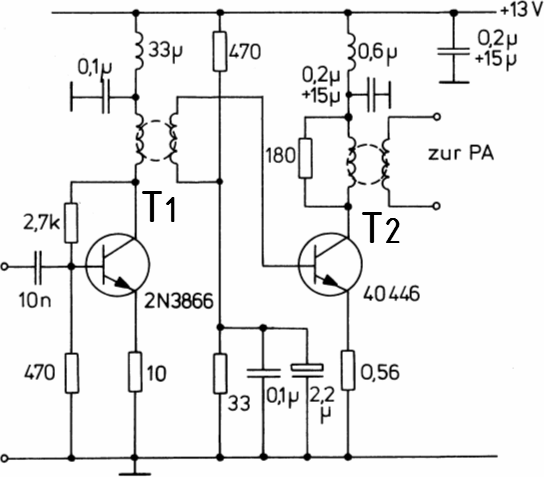 +13V
33µ
470
0,6µ
0,2µ
+15µ
0,1µ
0,2µ
+15µ
180
zur PA
T1
T2
2,7k
10n
2N3866
40446
470
10
33
0,1µ
2,2
µ
0,56